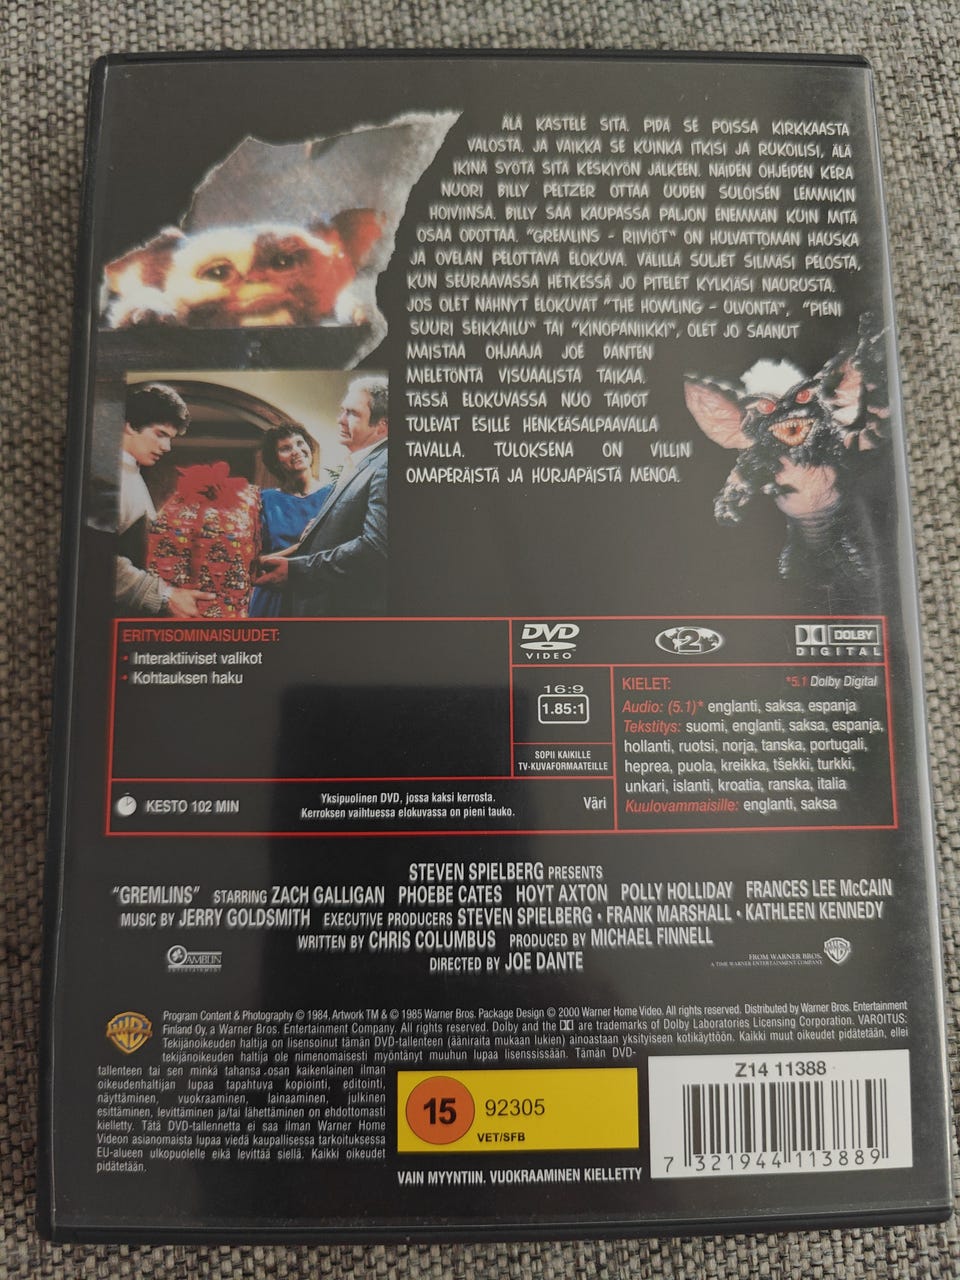 ÄLÄ KASTELE SITÄ. PIDÄ SE POISSA KIRKKAASTA
VALOSTA. JA VAIKKA SE KUINKA ITKISI JA RUKOILISI, ÄLÄ
IKINÄ SYÖTÄ SITÄ KESKIYÖN JÄLKEEN. NÄIDEN OHJEIDEN KERA
NUORI BILLY PELTZER OTTAA UUDEN SULOISEN LEMMIKIN
HOIVIINSA. BILLY SAA KAUPASSA PALJON ENEMMÄN KUIN MITÄ
OSAA ODOTTAA. "GREMLINS - RIIVIÖT" ON HULVATTOMAN HAUSKA
JA OVELAN PELOTTAVA ELOKUVA. VÄLILLÄ SULJET SILMÄSI PELOSTA,
KUN SEURAAVASSA HETKESSÄ JO PITELET KYLKIÄSI NAURUSTA.
JOS OLET NÄHNYT ELOKUVAT "THE HOWLING - ULVONTA", "PIENI
SUURI SEIKKAILU" TAI "KINOPANIIKKI", OLET JO SAANUT
MAISTAA OHJAAJA JOE DANTEN
MIELETÖNTÄ VISUAALISTA TAIKAA.
TÄSSÄ ELOKUVASSA NUO TAIDOT
TULEVAT ESILLE HENKEÄSALPAAVALLA
TAVALLA. TULOKSENA ON VILLIN
OMAPERÄISTÄ JA HURJAPÄISTÄ MENOA.
ERITYISOMINAISUUDET:
• Interaktiiviset valikot
• Kohtauksen haku
DVD
VIDEO
2
DOLBY
DIGITAL
16:9
1.85:1
SOPII KAIKILLE
TV-KUVAFORMAATEILLE
KIELET: *5.1 Dolby Digital
Audio: (5.1)* englanti, saksa, espanja
Tekstitys: suomi, englanti, saksa, espanja,
hollanti, ruotsi, norja, tanska, portugali,
heprea, puola, kreikka, tšekki, turkki,
unkari, islanti, kroatia, ranska, italia
Kuulovammaisille: englanti, saksa
KESTO 102 MIN
Yksipuolinen DVD, jossa kaksi kerrosta.
Kerroksen vaihtuessa elokuvassa on pieni tauko.
Väri
STEVEN SPIELBERG PRESENTS
"GREMLINS" STARRING ZACH GALLIGAN PHOEBE CATES HOYT AXTON POLLY HOLLIDAY FRANCES LEE McCAIN
MUSIC BY JERRY GOLDSMITH EXECUTIVE PRODUCERS STEVEN SPIELBERG • FRANK MARSHALL • KATHLEEN KENNEDY
WRITTEN BY CHRIS COLUMBUS PRODUCED BY MICHAEL FINNELL
DIRECTED BY JOE DANTE
AMBLIN
ENTERTAINMENT
FROM WARNER BROS.
A TIME WARNER ENTERTAINMENT COMPANY
Program Content & Photography © 1984, Artwork TM & © 1985 Warner Bros. Package Design © 2000 Warner Home Video. All rights reserved. Distributed by Warner Bros. Entertainment
Finland Oy, a Warner Bros. Entertainment Company. All rights reserved. Dolby and the DD are trademarks of Dolby Laboratories Licensing Corporation. VAROITUS:
Tekijänoikeuden haltija on lisensoinut tämän DVD-tallenteen (ääniraita mukaan lukien) ainoastaan yksityiseen kotikäyttöön. Kaikki muut oikeudet pidätetään, ellei
tekijänoikeuden haltija ole nimenomaisesti myöntänyt muuhun lupaa lisenssissään. Tämän DVD-
tallenteen tai sen minkä tahansa .osan kaikenlainen ilman
oikeudenhaltijan lupaa tapahtuva kopiointi, editointi,
näyttäminen, vuokraaminen, lainaaminen, julkinen
esittäminen, levittäminen ja/tai lähettäminen on ehdottomasti
kielletty. Tätä DVD-tallennetta ei saa ilman Warner Home
Videon asianomaista lupaa viedä kaupallisessa tarkoituksessa
EU-alueen ulkopuolelle eikä levittää siellä. Kaikki oikeudet
pidätetään.
15 92305
VET/SFB
VAIN MYYNTIIN. VUOKRAAMINEN KIELLETTY
Z14 11388
7 321944 113889